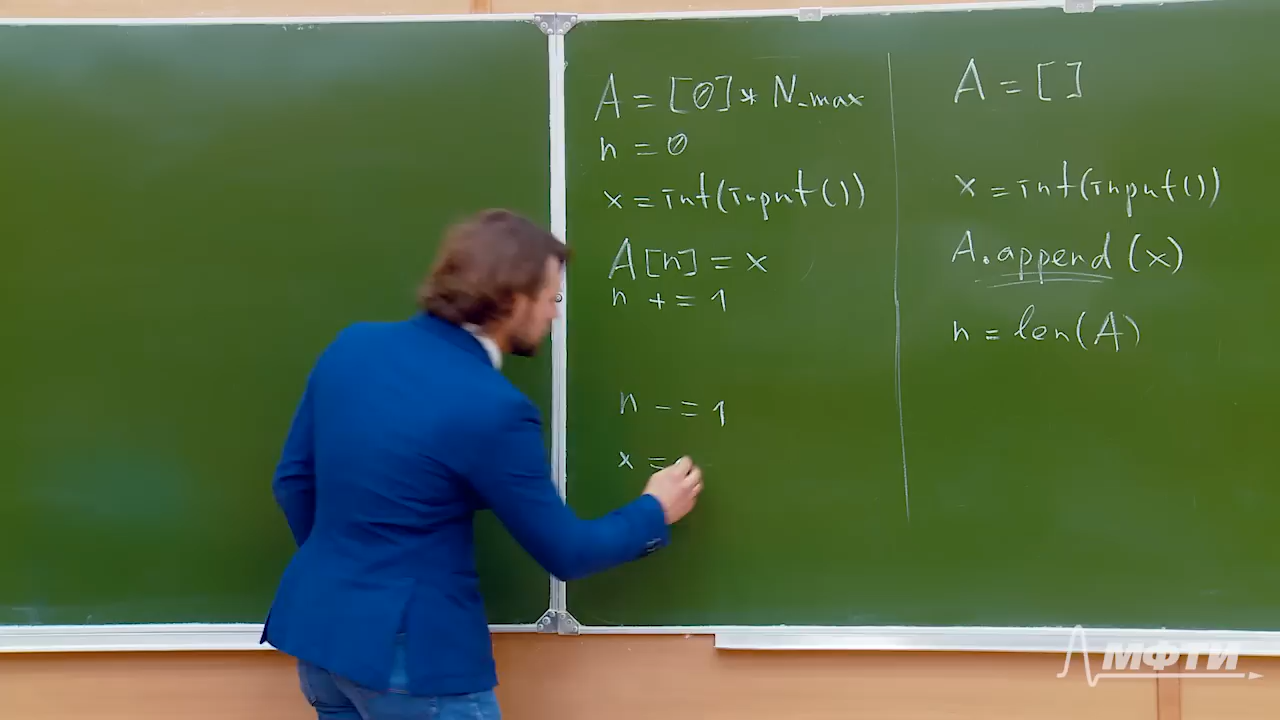 A = [0]* N_max
n = 0
x = int(input())
A[n] = x
n += 1
n -= 1
x =
A = []
x = int(input())
A.append(x)
n = len(A)
МФТИ